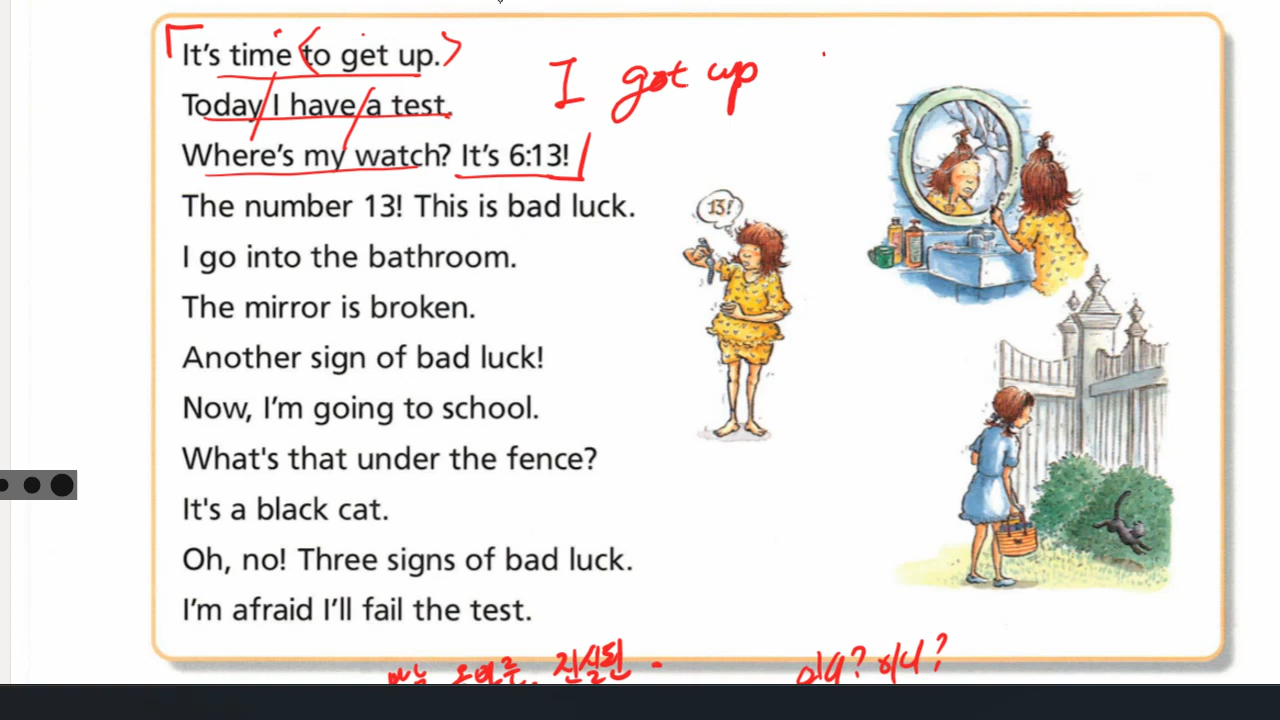 It's time to get up.
I got up
Today I have a test.
Where's my watch? It's 6:13!
The number 13! This is bad luck.
13!
I go into the bathroom.
The mirror is broken.
Another sign of bad luck!
Now, I'm going to school.
What's that under the fence?
It's a black cat.
Oh, no! Three signs of bad luck.
I'm afraid I'll fail the test.
진실된